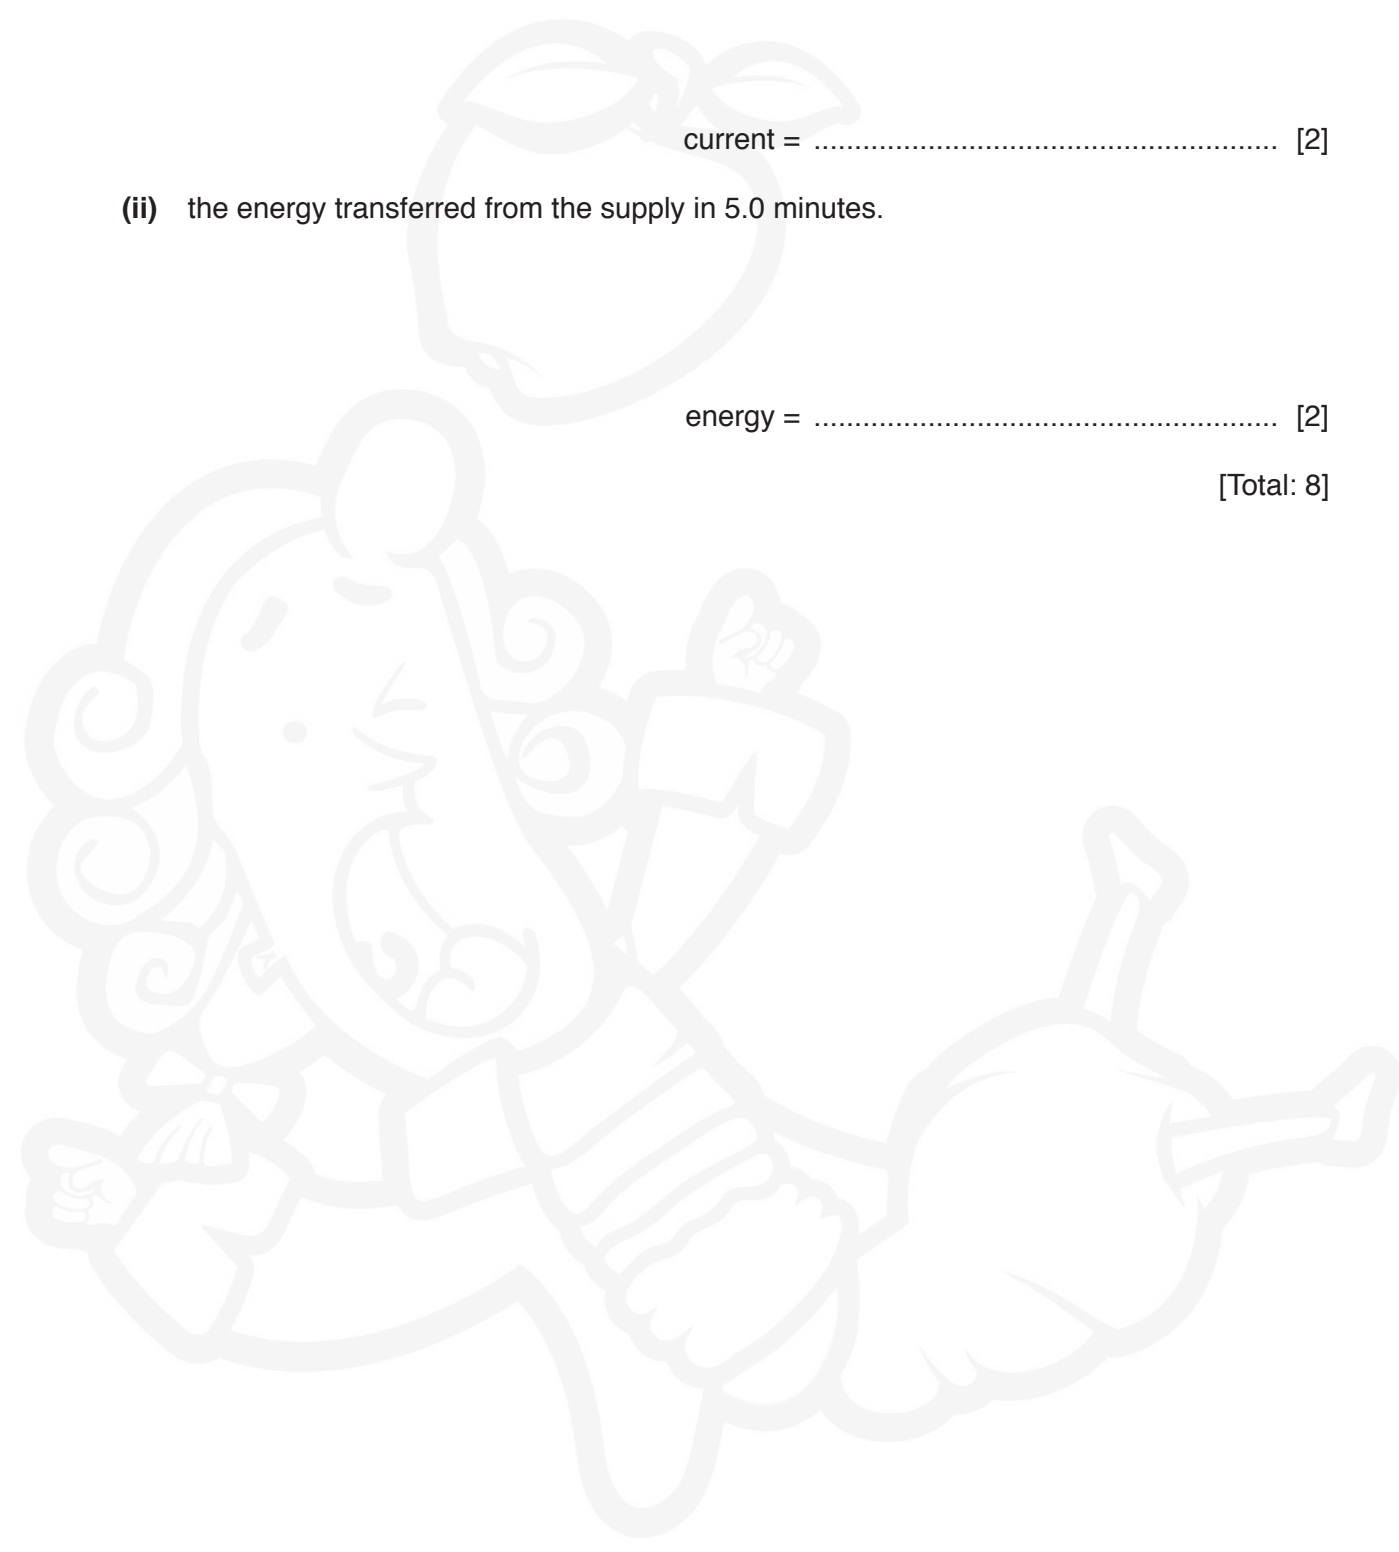 current = ......................................................... [2]
(ii) the energy transferred from the supply in 5.0 minutes.
energy = ......................................................... [2]
[Total: 8]